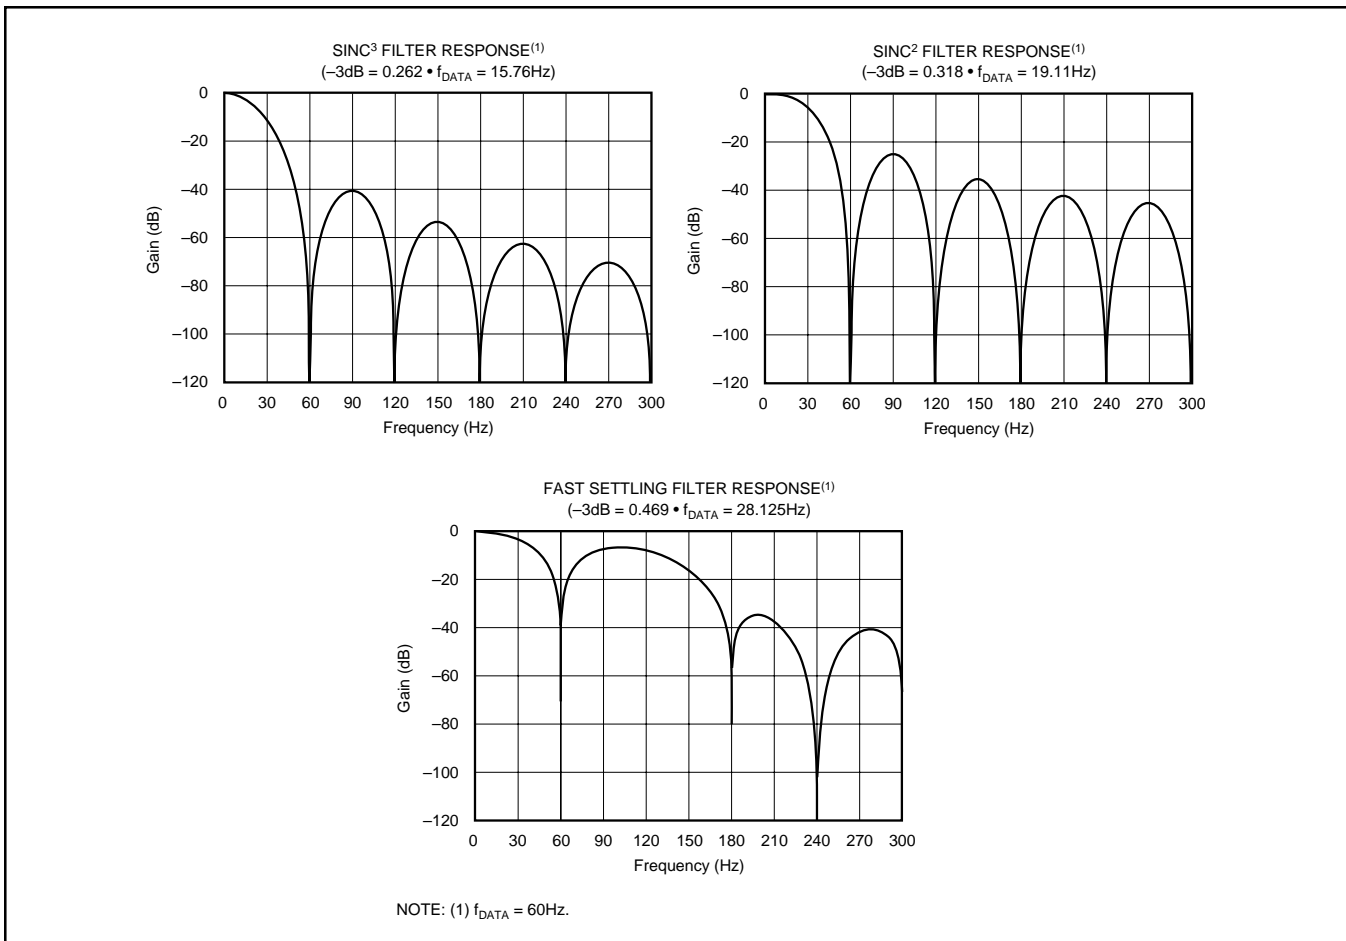 SINC³ FILTER RESPONSE⁽¹⁾
(–3dB = 0.262 • fDATA = 15.76Hz)
0
–20
–40
–60
–80
–100
–120
Gain (dB)
0 30 60 90 120 150 180 210 240 270 300
Frequency (Hz)
SINC² FILTER RESPONSE⁽¹⁾
(–3dB = 0.318 • fDATA = 19.11Hz)
0
–20
–40
–60
–80
–100
–120
Gain (dB)
0 30 60 90 120 150 180 210 240 270 300
Frequency (Hz)
FAST SETTLING FILTER RESPONSE⁽¹⁾
(–3dB = 0.469 • fDATA = 28.125Hz)
0
–20
–40
–60
–80
–100
–120
Gain (dB)
0 30 60 90 120 150 180 210 240 270 300
Frequency (Hz)
NOTE: (1) fDATA = 60Hz.